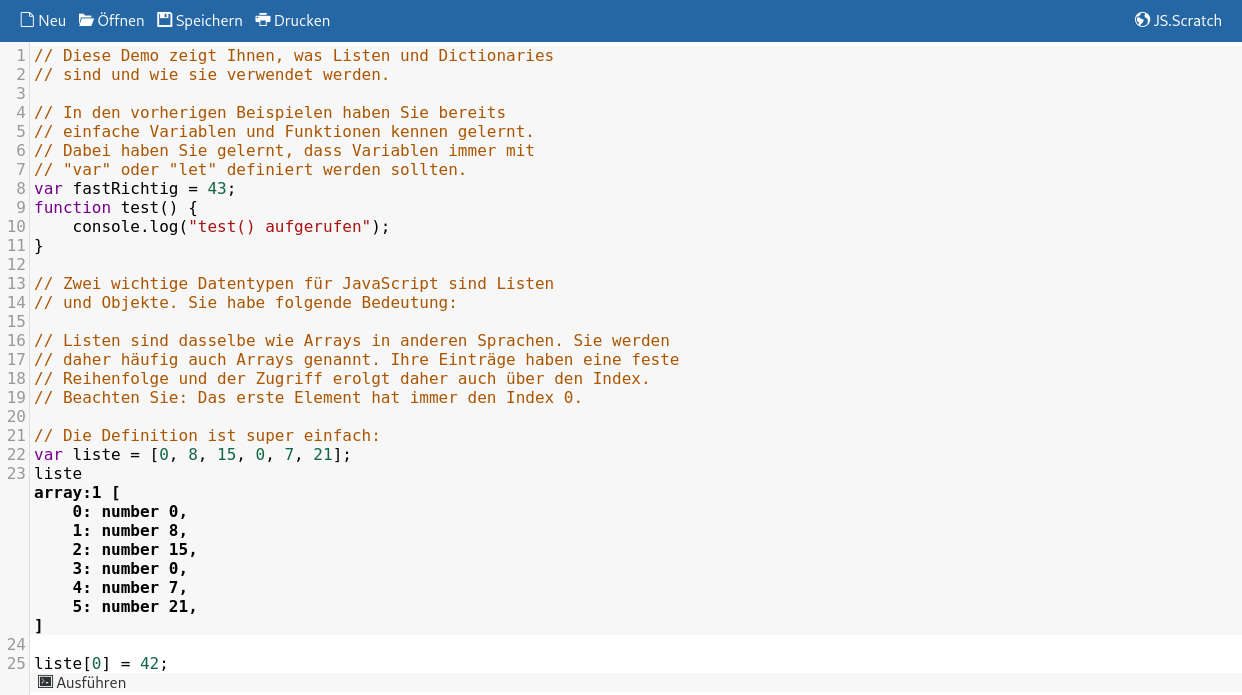 Neu Öffnen Speichern Drucken JS.Scratch
1 // Diese Demo zeigt Ihnen, was Listen und Dictionaries
2 // sind und wie sie verwendet werden.
3
4 // In den vorherigen Beispielen haben Sie bereits
5 // einfache Variablen und Funktionen kennen gelernt.
6 // Dabei haben Sie gelernt, dass Variablen immer mit
7 // "var" oder "let" definiert werden sollten.
8 var fastRichtig = 43;
9 function test() {
10     console.log("test() aufgerufen");
11 }
12
13 // Zwei wichtige Datentypen für JavaScript sind Listen
14 // und Objekte. Sie habe folgende Bedeutung:
15
16 // Listen sind dasselbe wie Arrays in anderen Sprachen. Sie werden
17 // daher häufig auch Arrays genannt. Ihre Einträge haben eine feste
18 // Reihenfolge und der Zugriff erolgt daher auch über den Index.
19 // Beachten Sie: Das erste Element hat immer den Index 0.
20
21 // Die Definition ist super einfach:
22 var liste = [0, 8, 15, 0, 7, 21];
23 liste
array:1 [
    0: number 0,
    1: number 8,
    2: number 15,
    3: number 0,
    4: number 7,
    5: number 21,
]
24
25 liste[0] = 42;
Ausführen